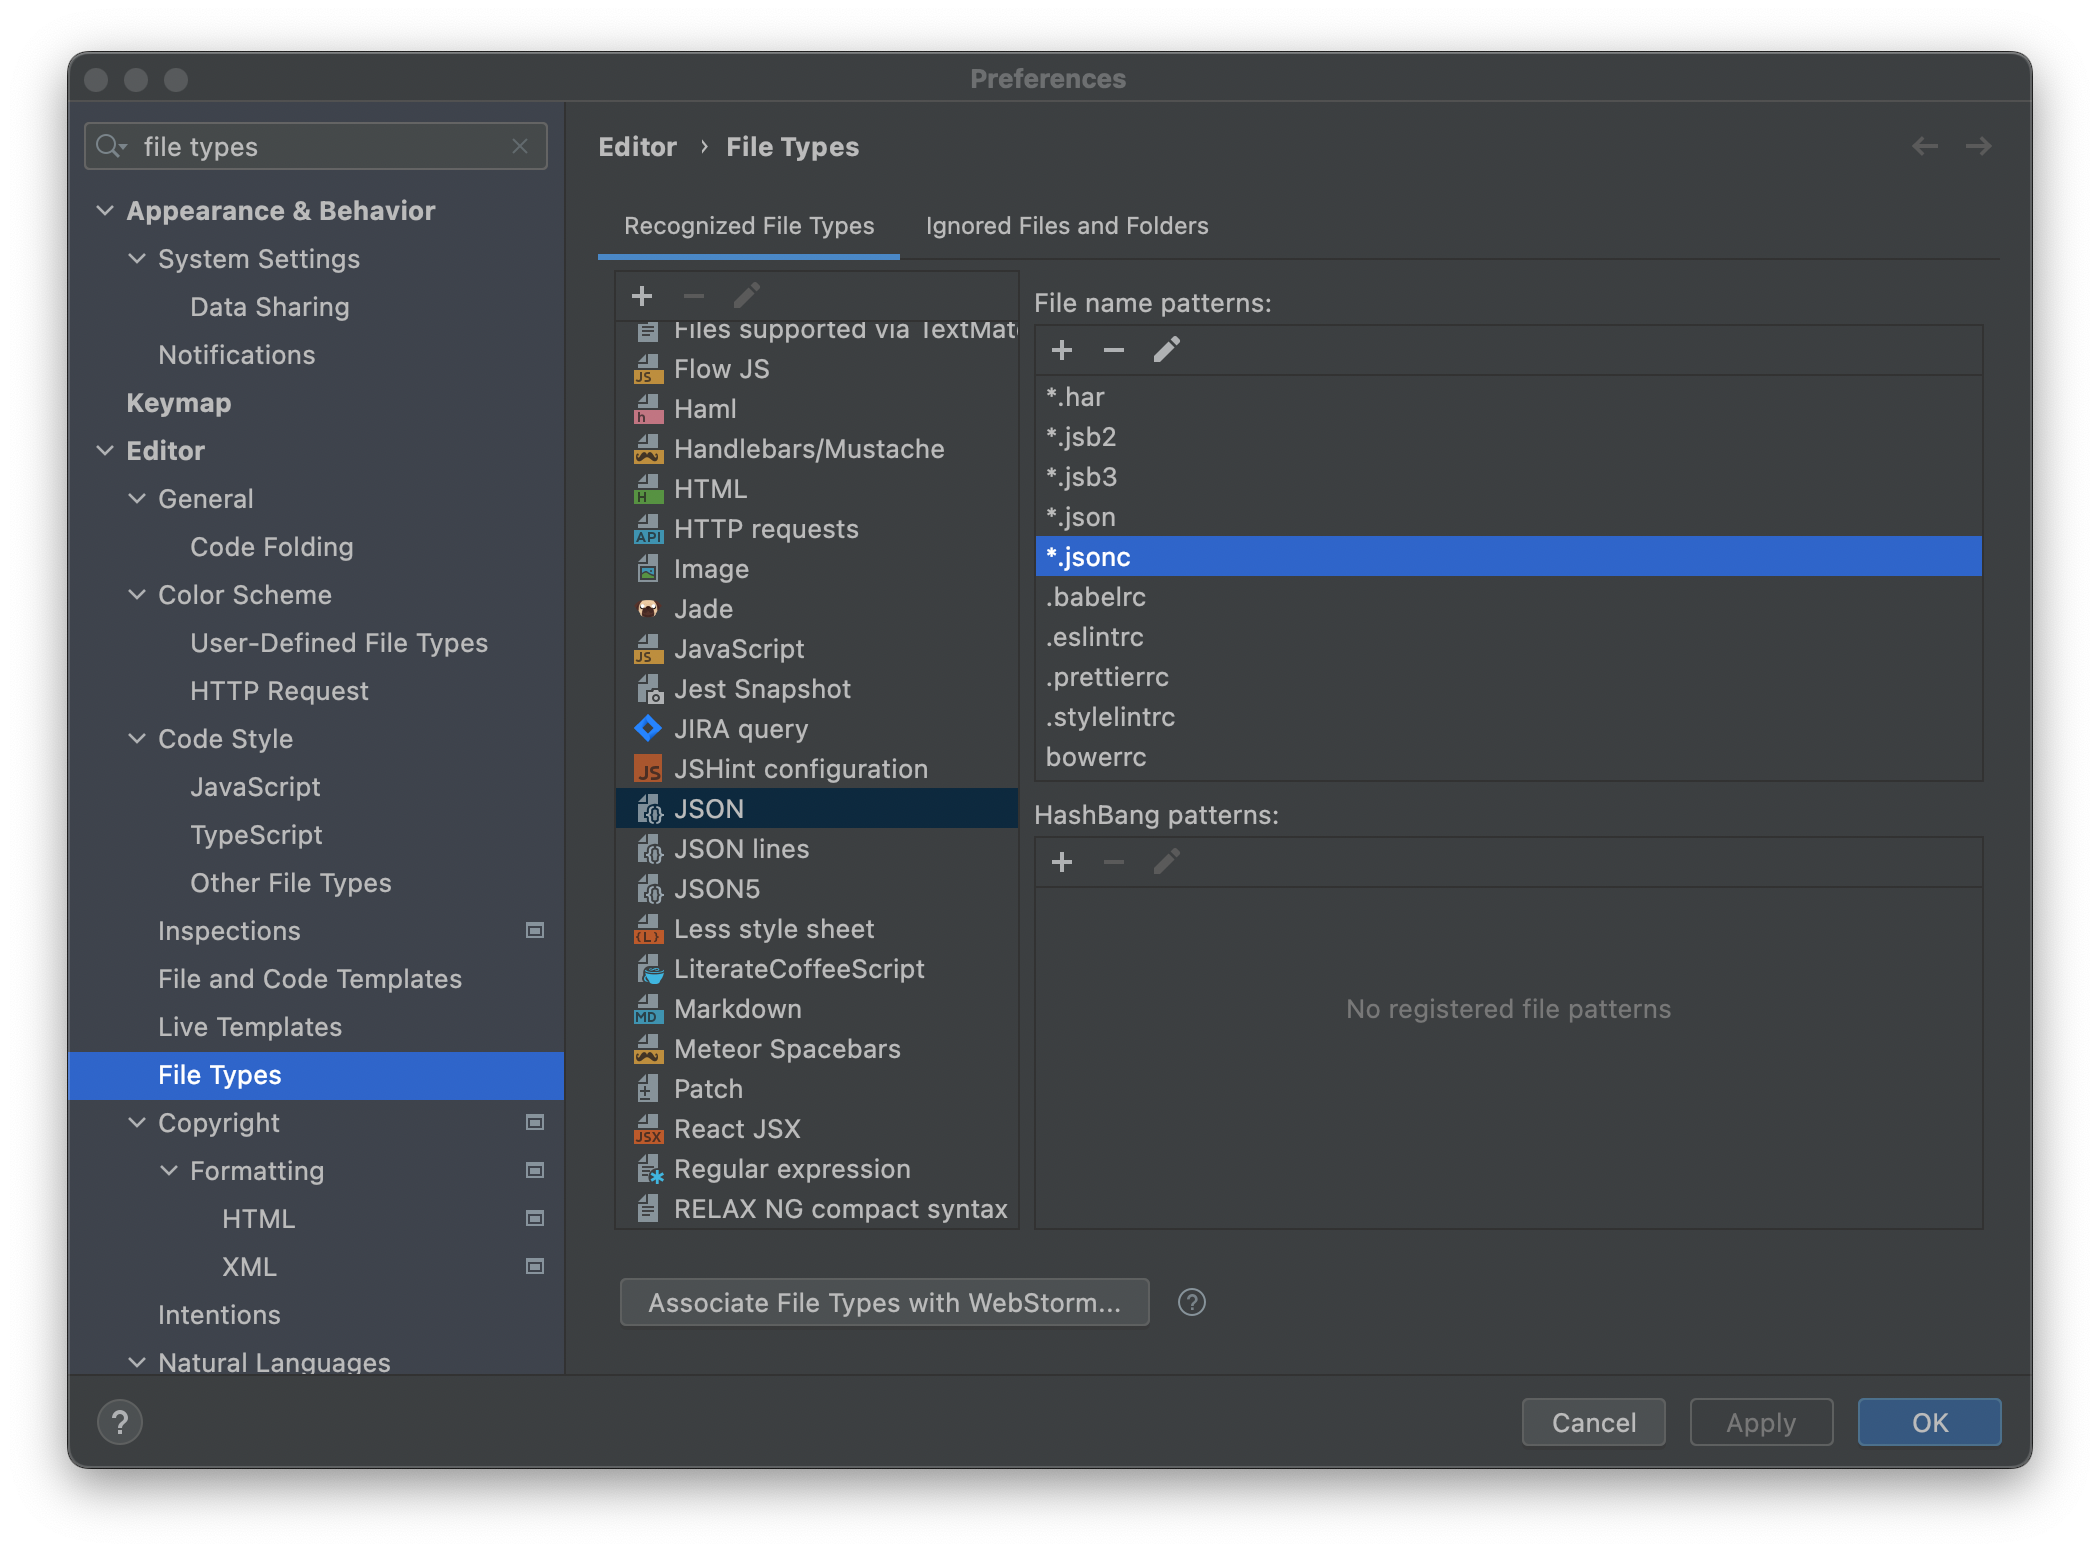 Preferences
file types
Appearance & Behavior
System Settings
Data Sharing
Notifications
Keymap
Editor
General
Code Folding
Color Scheme
User-Defined File Types
HTTP Request
Code Style
JavaScript
TypeScript
Other File Types
Inspections
File and Code Templates
Live Templates
File Types
Copyright
Formatting
HTML
XML
Intentions
Natural Languages
Editor › File Types
Recognized File Types
Ignored Files and Folders
Files supported via TextMat
Flow JS
Haml
Handlebars/Mustache
HTML
HTTP requests
Image
Jade
JavaScript
Jest Snapshot
JIRA query
JSHint configuration
JSON
JSON lines
JSON5
Less style sheet
LiterateCoffeeScript
Markdown
Meteor Spacebars
Patch
React JSX
Regular expression
RELAX NG compact syntax
File name patterns:
*.har
*.jsb2
*.jsb3
*.json
*.jsonc
.babelrc
.eslintrc
.prettierrc
.stylelintrc
bowerrc
HashBang patterns:
No registered file patterns
Associate File Types with WebStorm...
?
?
Cancel
Apply
OK